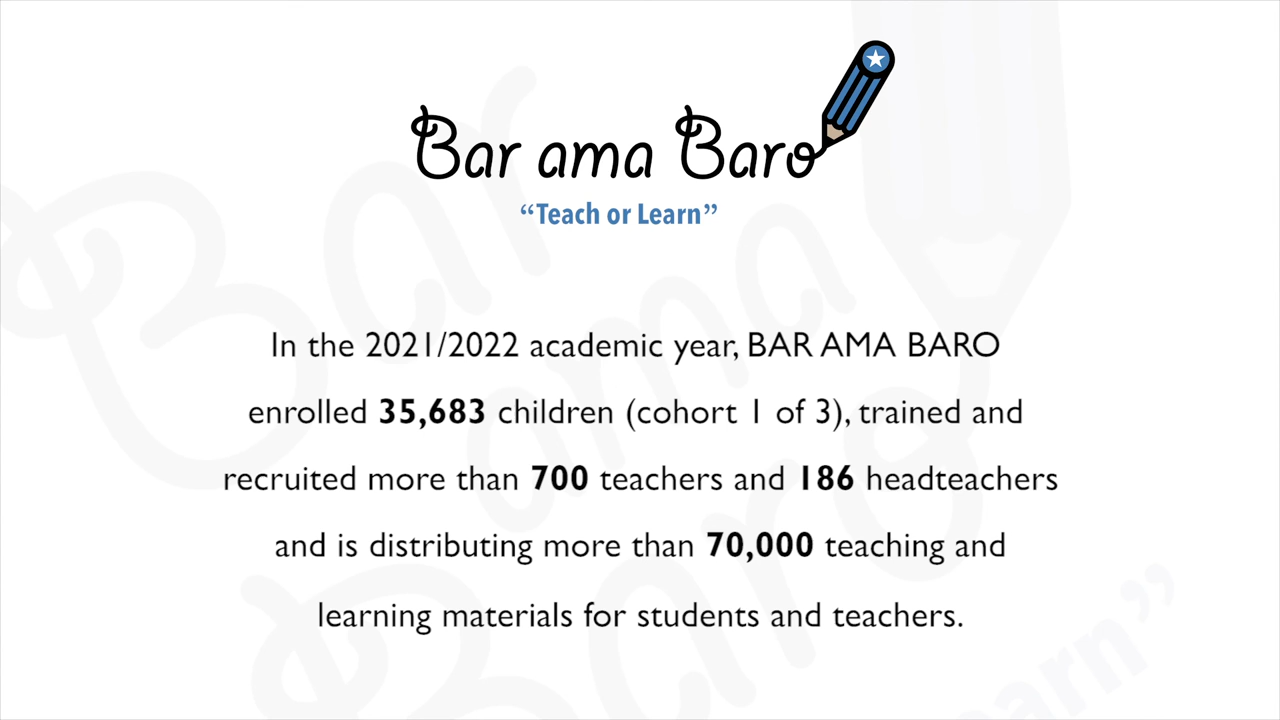 Bar ama Baro
“Teach or Learn”
In the 2021/2022 academic year, BAR AMA BARO
enrolled 35,683 children (cohort 1 of 3), trained and
recruited more than 700 teachers and 186 headteachers
and is distributing more than 70,000 teaching and
learning materials for students and teachers.